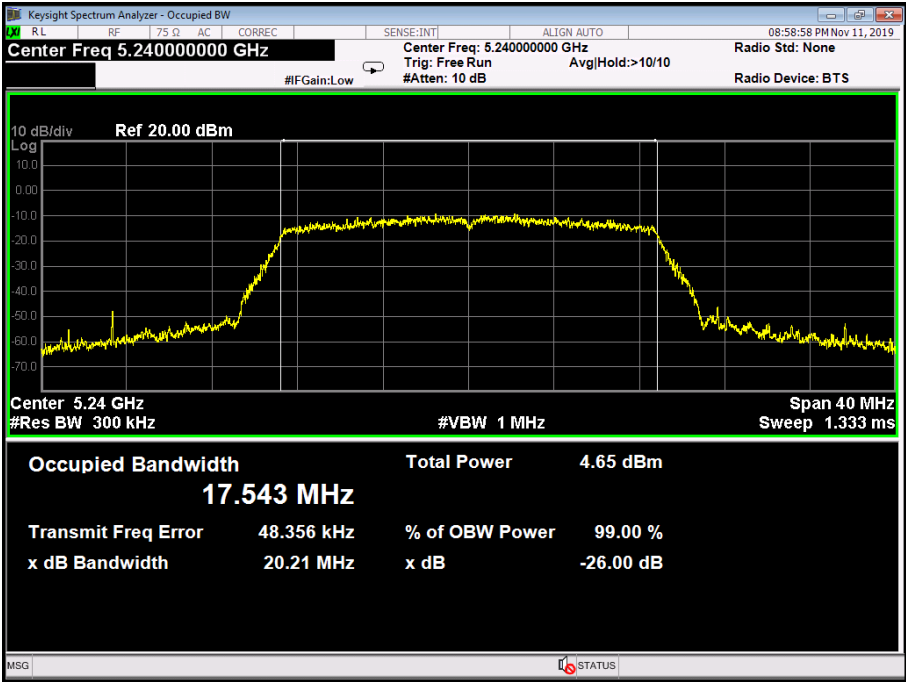 Keysight Spectrum Analyzer - Occupied BW
LXI RL RF 75 Ω AC CORREC SENSE:INT ALIGN AUTO 08:58:58 PM Nov 11, 2019
Center Freq 5.240000000 GHz
Center Freq: 5.240000000 GHz Radio Std: None
Trig: Free Run Avg|Hold:>10/10
#IFGain:Low #Atten: 10 dB Radio Device: BTS
10 dB/div Ref 20.00 dBm
Log
10.0
0.00
-10.0
-20.0
-30.0
-40.0
-50.0
-60.0
-70.0
Center 5.24 GHz Span 40 MHz
#Res BW 300 kHz #VBW 1 MHz Sweep 1.333 ms
Occupied Bandwidth Total Power 4.65 dBm
17.543 MHz
Transmit Freq Error 48.356 kHz % of OBW Power 99.00 %
x dB Bandwidth 20.21 MHz x dB -26.00 dB
MSG STATUS